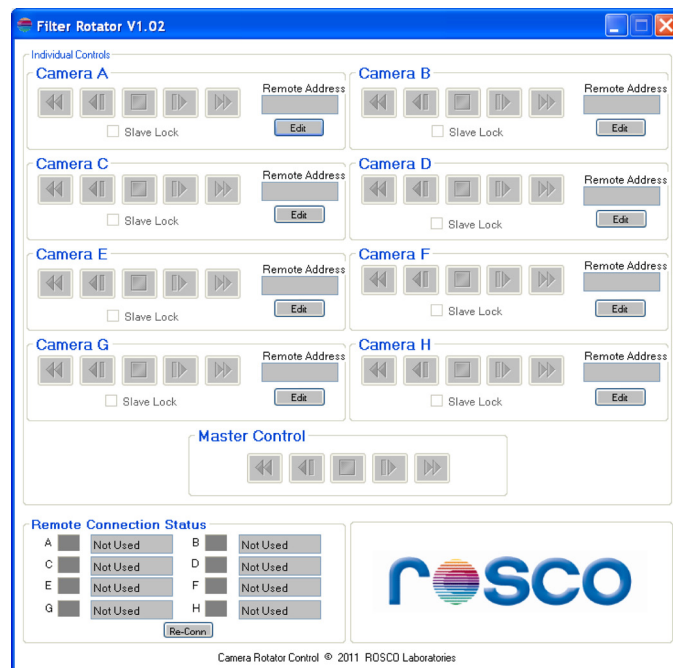 Filter Rotator V1.02
Individual Controls
Camera A
Remote Address
Slave Lock
Edit
Camera B
Remote Address
Slave Lock
Edit
Camera C
Remote Address
Slave Lock
Edit
Camera D
Remote Address
Slave Lock
Edit
Camera E
Remote Address
Slave Lock
Edit
Camera F
Remote Address
Slave Lock
Edit
Camera G
Remote Address
Slave Lock
Edit
Camera H
Remote Address
Slave Lock
Edit
Master Control
Remote Connection Status
A Not Used B Not Used
C Not Used D Not Used
E Not Used F Not Used
G Not Used H Not Used
Re-Conn
rosco
Camera Rotator Control © 2011 ROSCO Laboratories